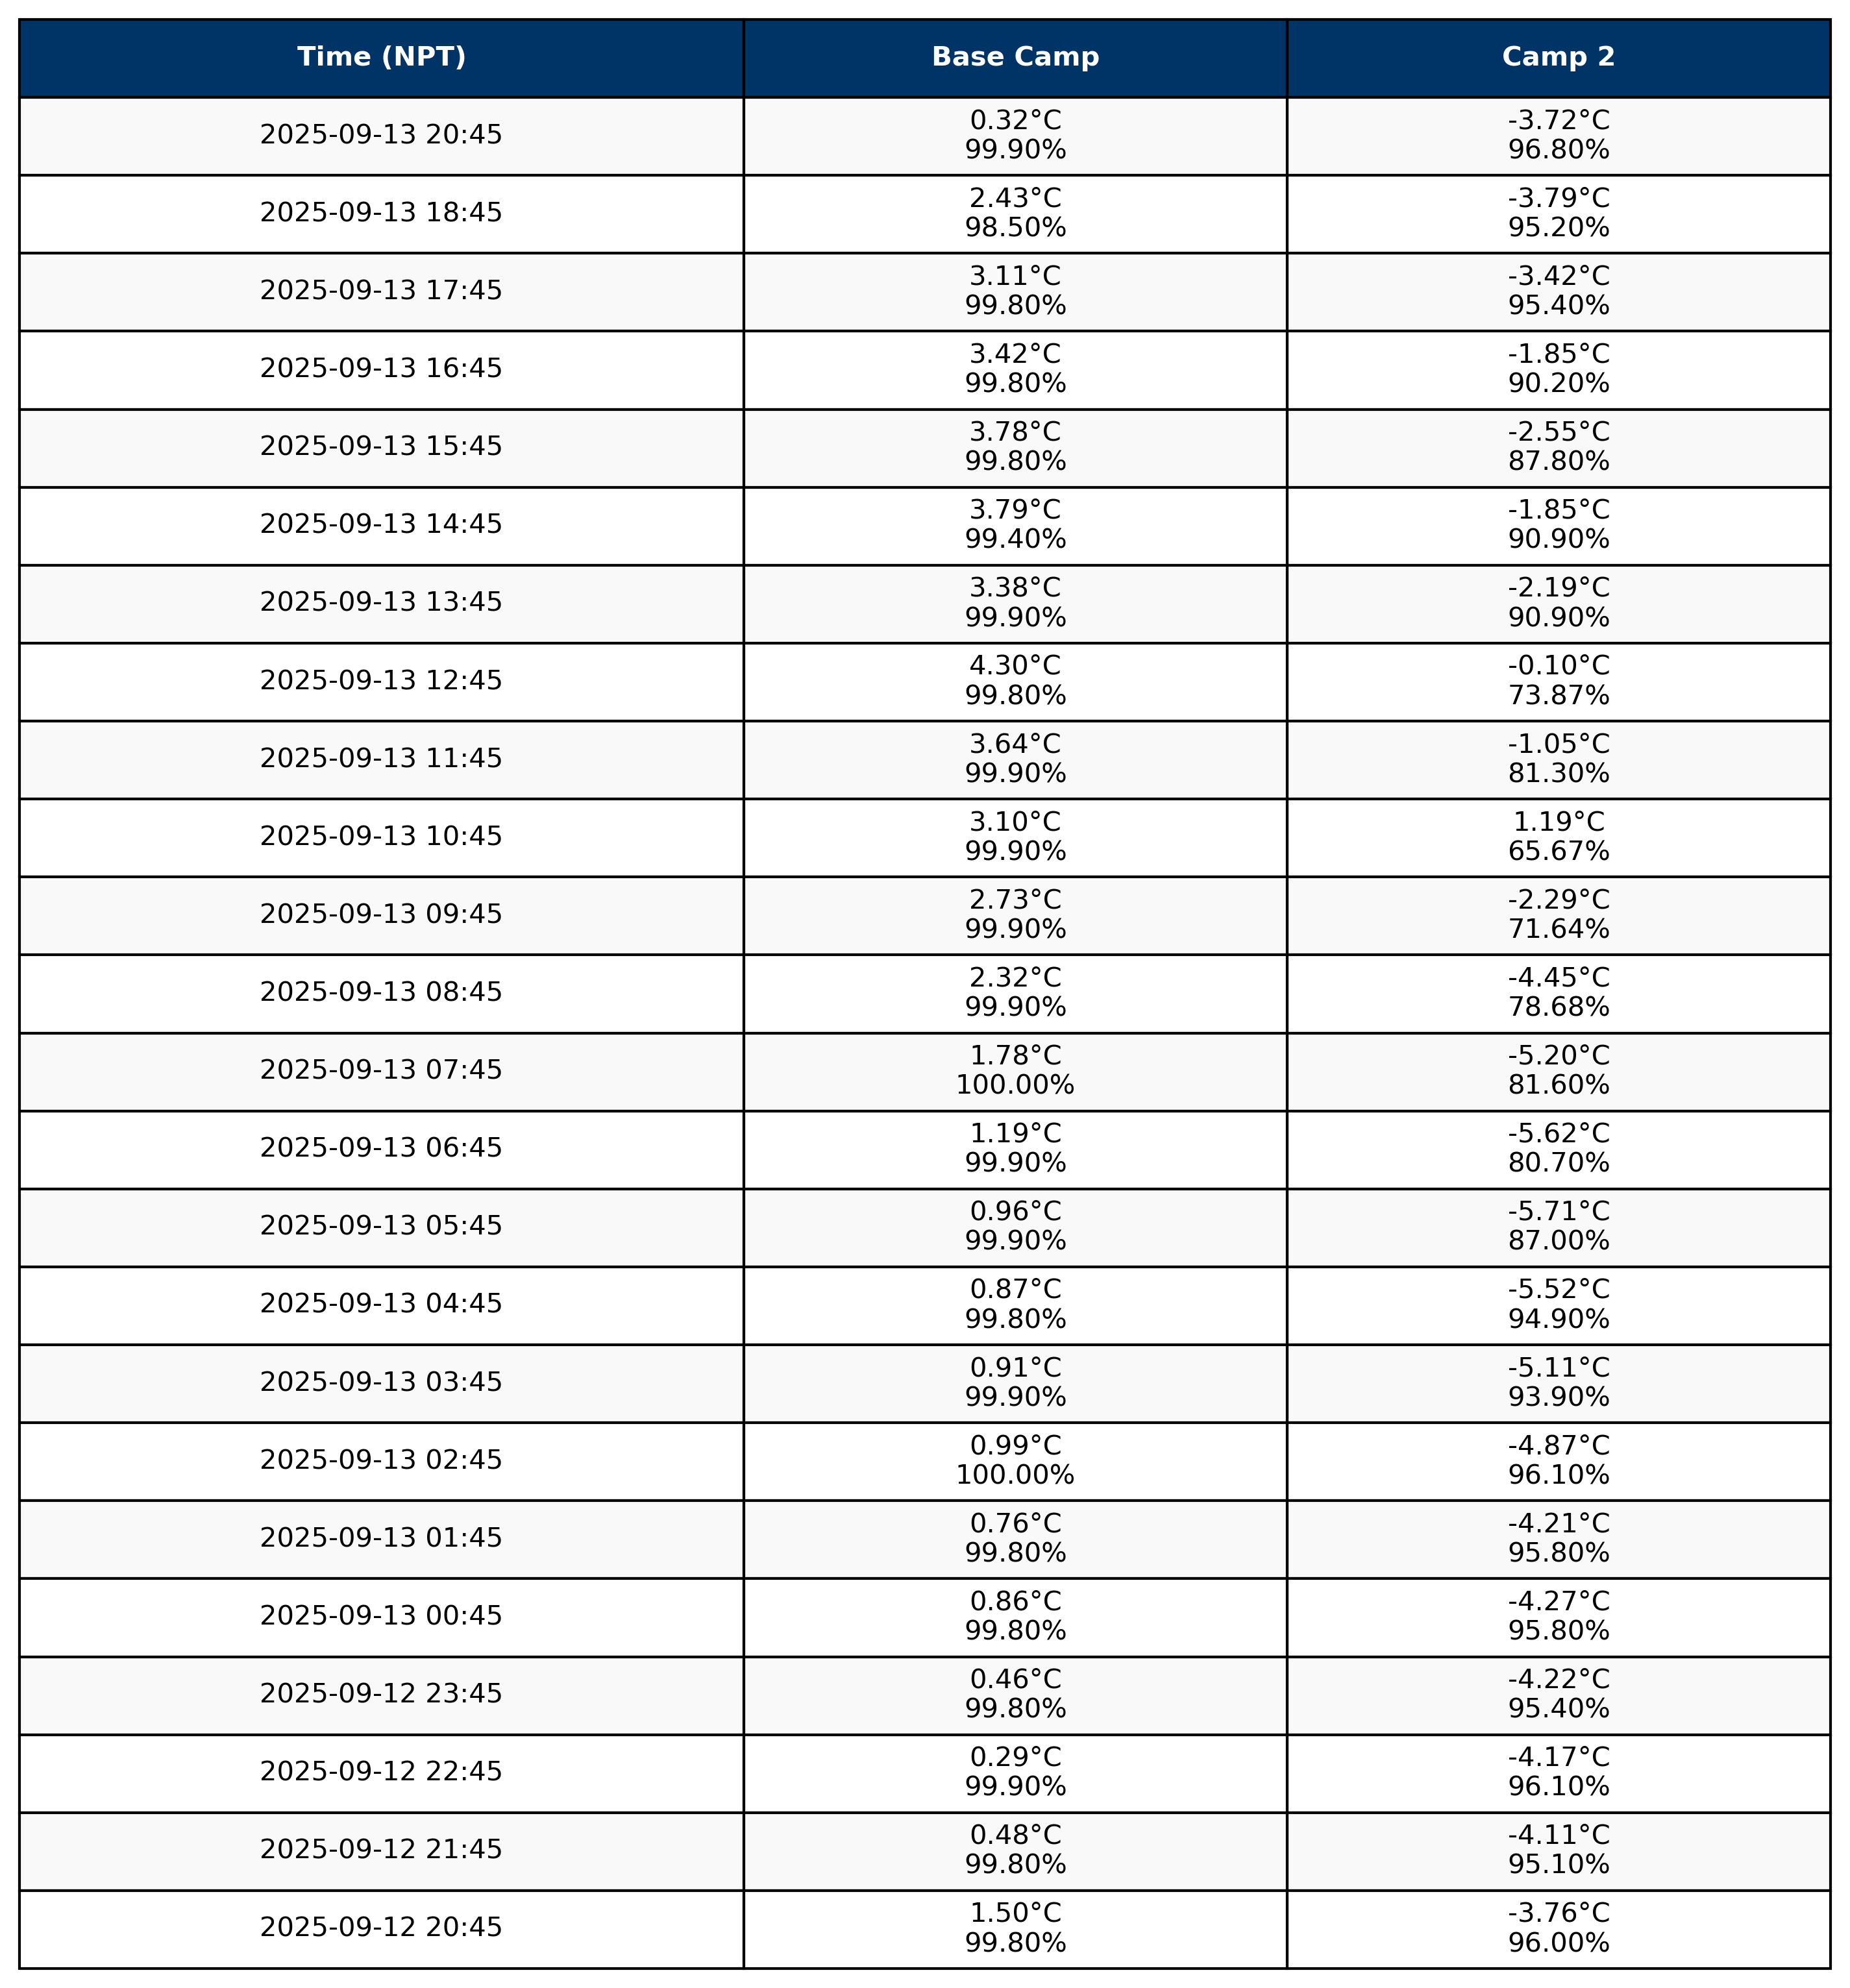 Time (NPT) Base Camp Camp 2
2025-09-13 20:45 0.32°C -3.72°C
99.90% 96.80%
2025-09-13 18:45 2.43°C -3.79°C
98.50% 95.20%
2025-09-13 17:45 3.11°C -3.42°C
99.80% 95.40%
2025-09-13 16:45 3.42°C -1.85°C
99.80% 90.20%
2025-09-13 15:45 3.78°C -2.55°C
99.80% 87.80%
2025-09-13 14:45 3.79°C -1.85°C
99.40% 90.90%
2025-09-13 13:45 3.38°C -2.19°C
99.90% 90.90%
2025-09-13 12:45 4.30°C -0.10°C
99.80% 73.87%
2025-09-13 11:45 3.64°C -1.05°C
99.90% 81.30%
2025-09-13 10:45 3.10°C 1.19°C
99.90% 65.67%
2025-09-13 09:45 2.73°C -2.29°C
99.90% 71.64%
2025-09-13 08:45 2.32°C -4.45°C
99.90% 78.68%
2025-09-13 07:45 1.78°C -5.20°C
100.00% 81.60%
2025-09-13 06:45 1.19°C -5.62°C
99.90% 80.70%
2025-09-13 05:45 0.96°C -5.71°C
99.90% 87.00%
2025-09-13 04:45 0.87°C -5.52°C
99.80% 94.90%
2025-09-13 03:45 0.91°C -5.11°C
99.90% 93.90%
2025-09-13 02:45 0.99°C -4.87°C
100.00% 96.10%
2025-09-13 01:45 0.76°C -4.21°C
99.80% 95.80%
2025-09-13 00:45 0.86°C -4.27°C
99.80% 95.80%
2025-09-12 23:45 0.46°C -4.22°C
99.80% 95.40%
2025-09-12 22:45 0.29°C -4.17°C
99.90% 96.10%
2025-09-12 21:45 0.48°C -4.11°C
99.80% 95.10%
2025-09-12 20:45 1.50°C -3.76°C
99.80% 96.00%